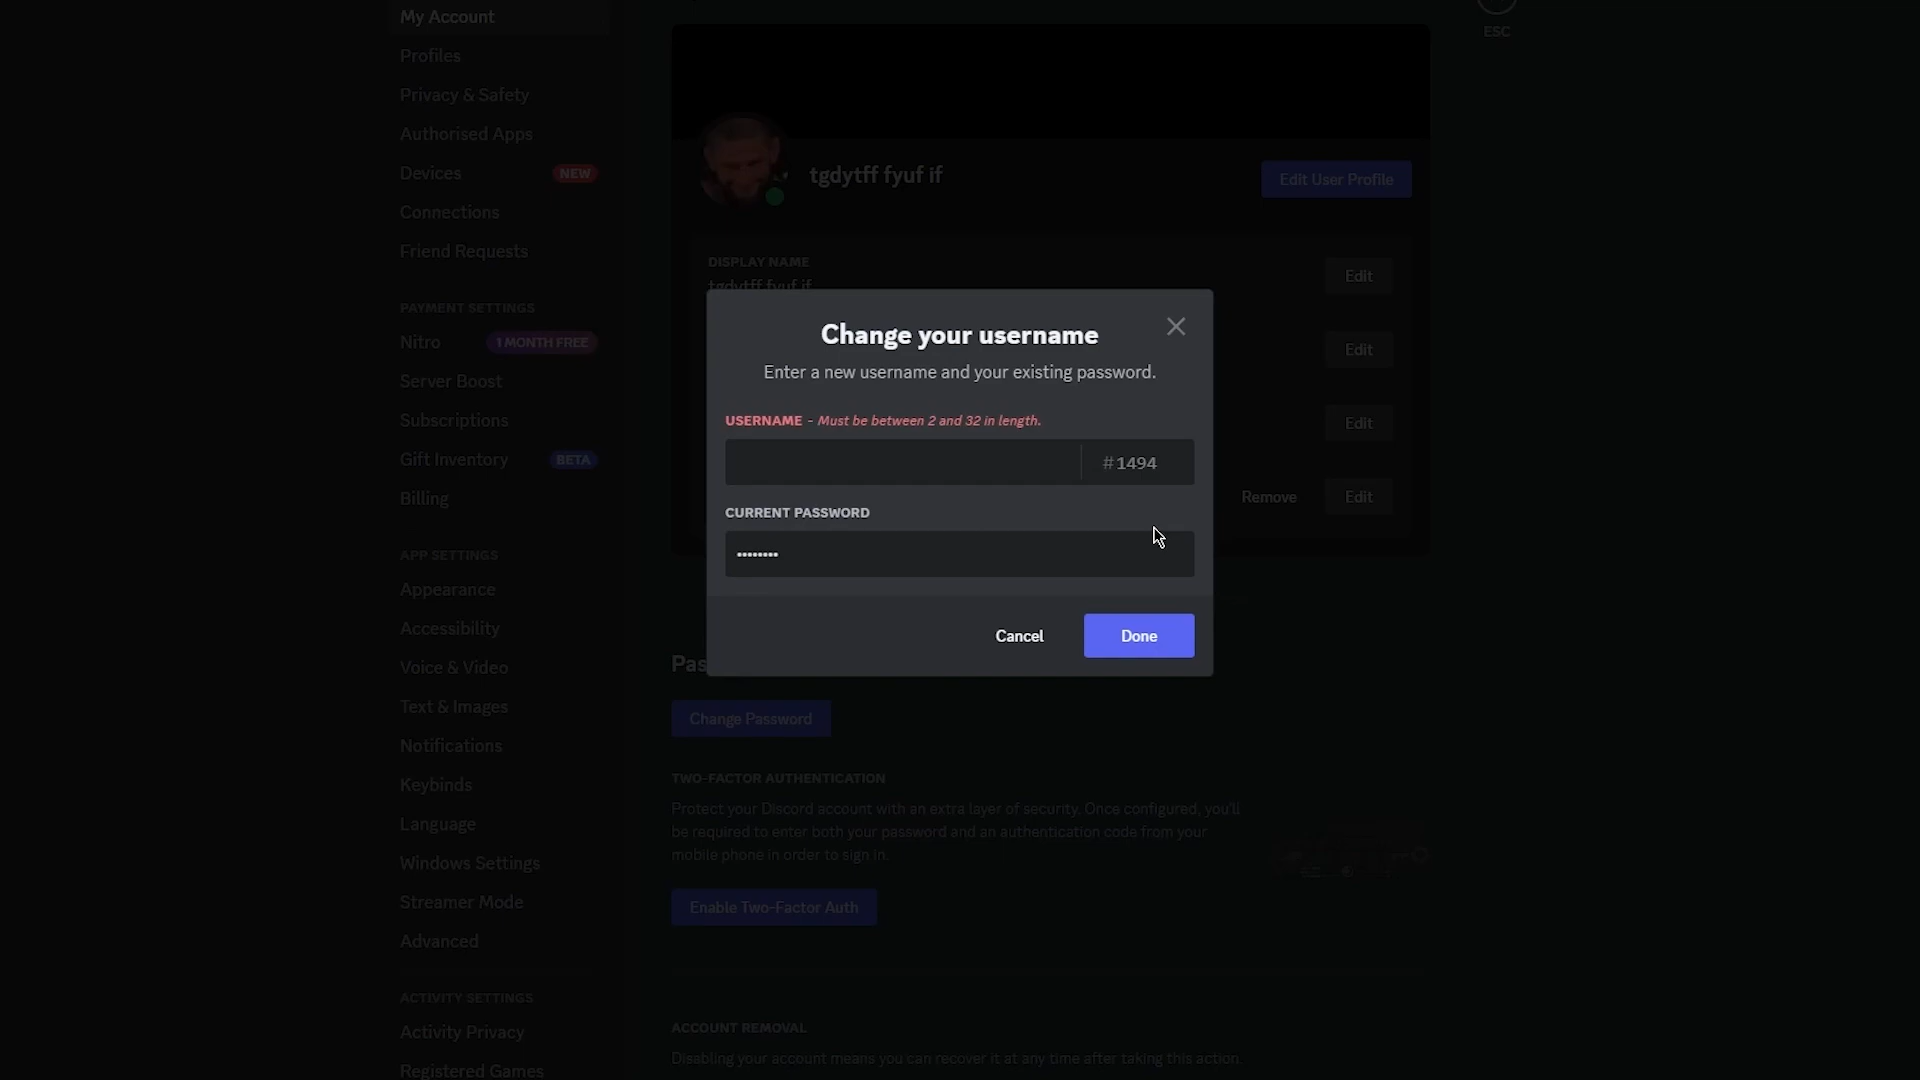 My Account
Profiles
Privacy & Safety
Authorised Apps
Devices NEW
Connections
Friend Requests
PAYMENT SETTINGS
Nitro 1 MONTH FREE
Server Boost
Subscriptions
Gift Inventory BETA
Billing
APP SETTINGS
Appearance
Accessibility
Voice & Video
Text & Images
Notifications
Keybinds
Language
Windows Settings
Streamer Mode
Advanced
ACTIVITY SETTINGS
Activity Privacy
Registered Games
ESC
tgdytff fyuf if
Edit User Profile
DISPLAY NAME
tgdytff fyuf if
Edit
Edit
Edit
Remove Edit
Change your username
Enter a new username and your existing password.
USERNAME - Must be between 2 and 32 in length.
#1494
CURRENT PASSWORD
••••••••
Cancel Done
Pas
Change Password
TWO-FACTOR AUTHENTICATION
Protect your Discord account with an extra layer of security. Once configured, you'll
be required to enter both your password and an authentication code from your
mobile phone in order to sign in.
Enable Two-Factor Auth
ACCOUNT REMOVAL
Disabling your account means you can recover it at any time after taking this action.